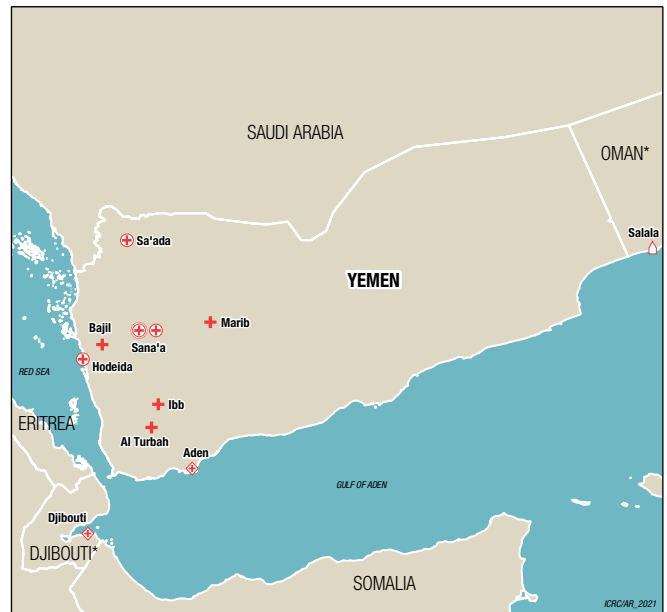 SAUDI ARABIA
OMAN*
Salala
Sa'ada
YEMEN
Marib
Bajil
Sana'a
Hodeida
RED SEA
Ibb
ERITREA
Al Turbah
Aden
GULF OF ADEN
Djibouti
DJIBOUTI*
SOMALIA
ICRC/AR_2021